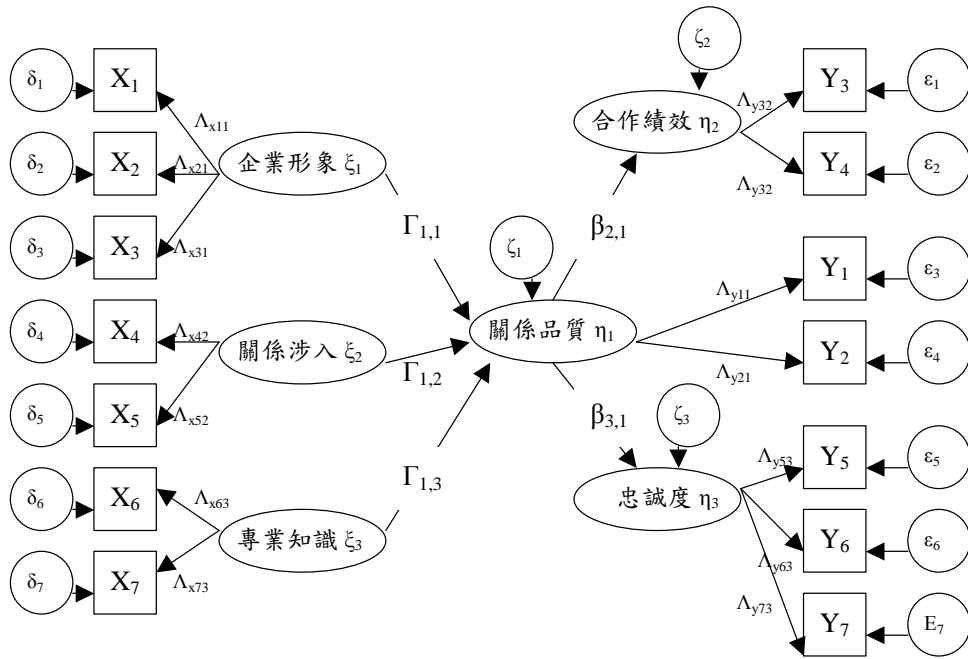 ζ2
δ1 X1 Y3 ε1
Λx11 合作績效 η2 Λy32
δ2 X2 Λx21 企業形象 ξ1 Y4 ε2
Λy32
Γ1,1 β2,1
δ3 X3 Λx31 ζ1 Y1 ε3
Λy11
δ4 X4 Λx42 關係涉入 ξ2 關係品質 η1 Y2 ε4
Γ1,2 Λy21
δ5 X5 Λx52 β3,1 ζ3
Λy53 Y5 ε5
δ6 X6 Λx63 Γ1,3 忠誠度 η3
專業知識 ξ3 Y6 ε6
Λy63
δ7 X7 Λx73
Λy73
Y7 E7